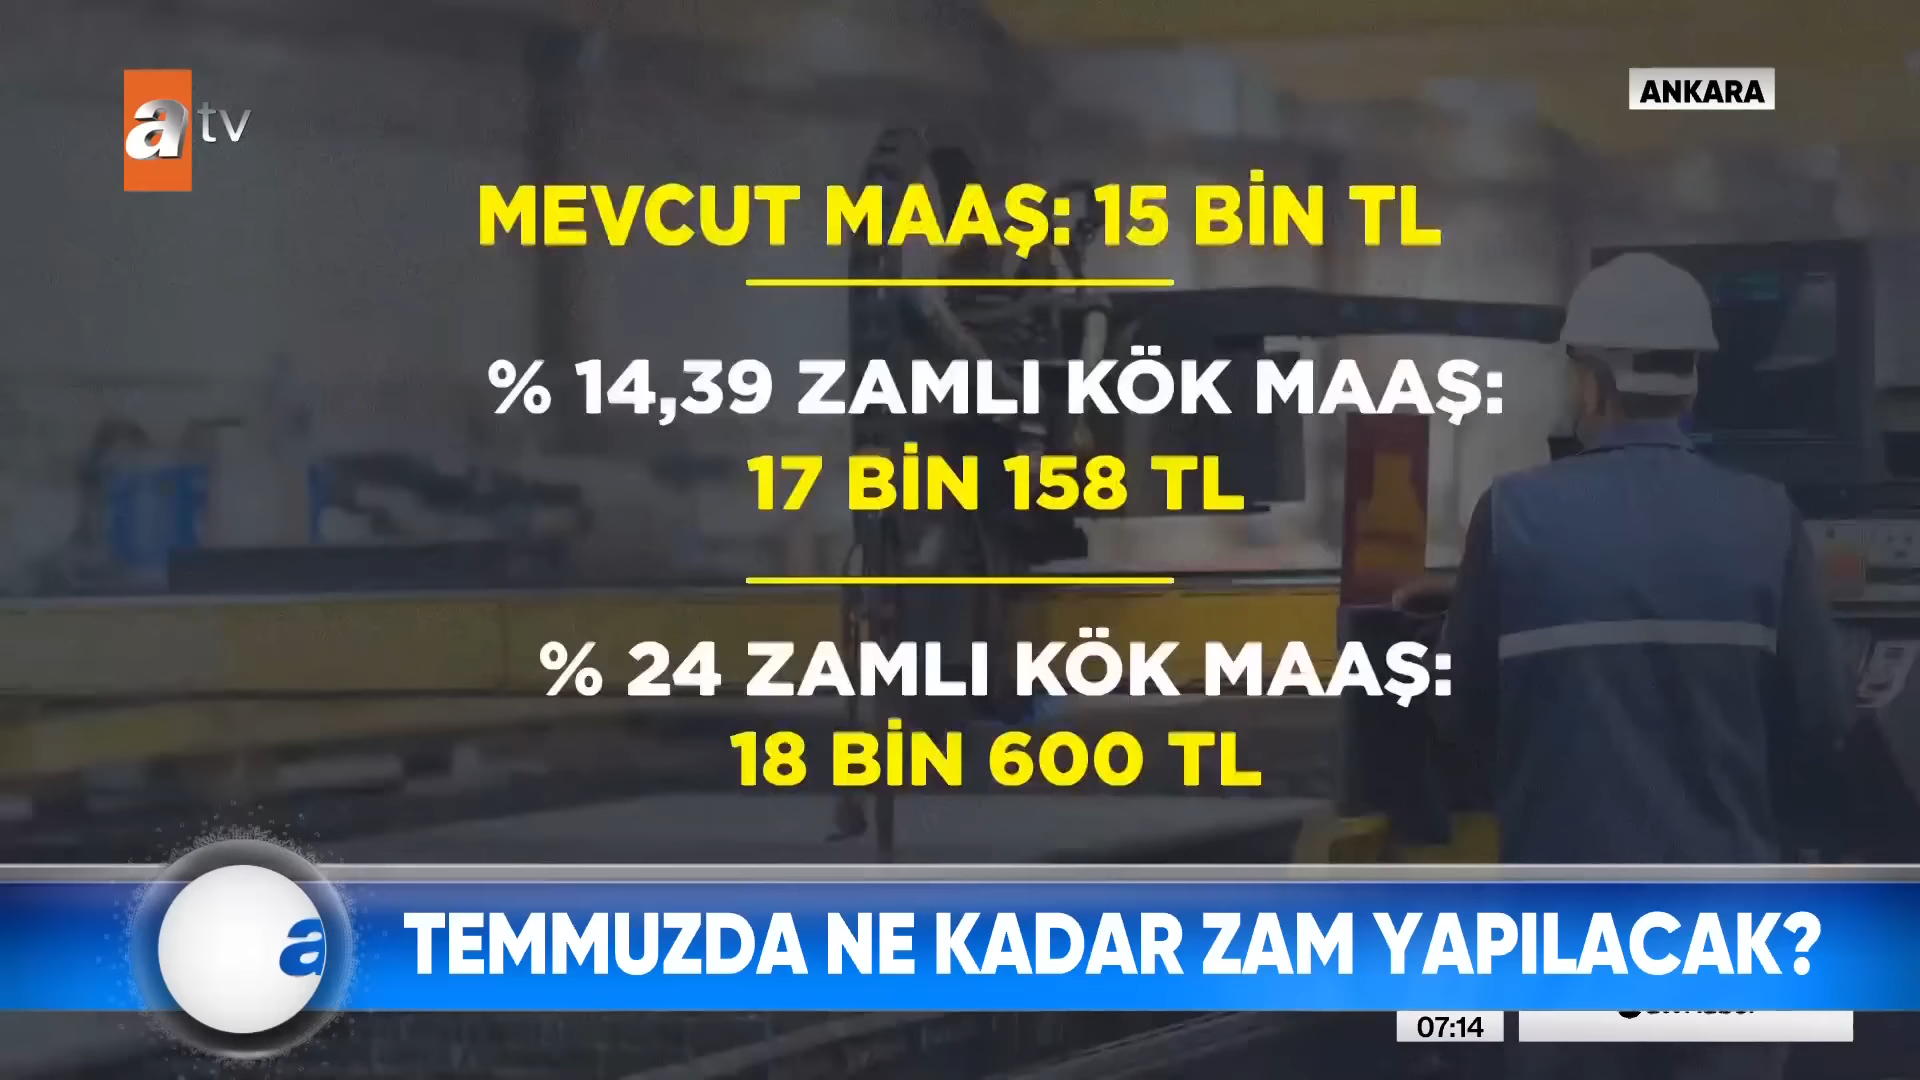 atv
ANKARA
MEVCUT MAAŞ: 15 BİN TL
% 14,39 ZAMLI KÖK MAAŞ:
17 BİN 158 TL
% 24 ZAMLI KÖK MAAŞ:
18 BİN 600 TL
a
TEMMUZDA NE KADAR ZAM YAPILACAK?
07:14